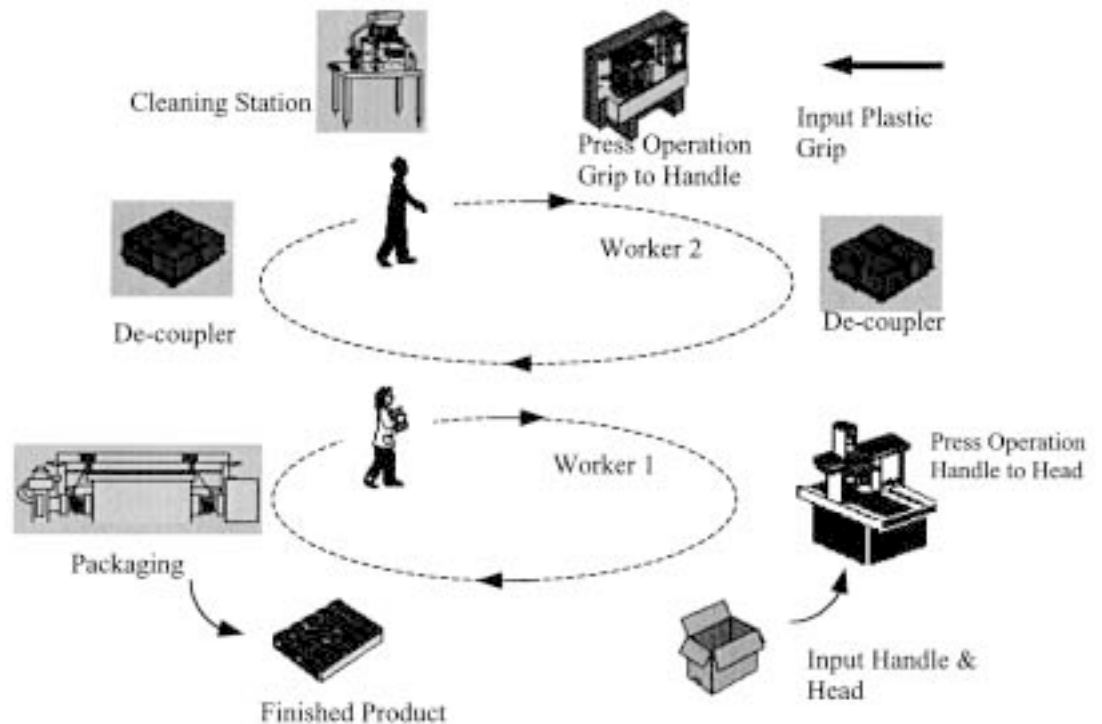 Cleaning Station
Press Operation
Grip to Handle
Input Plastic
Grip
Worker 2
De-coupler
De-coupler
Worker 1
Press Operation
Handle to Head
Packaging
Input Handle &
Head
Finished Product